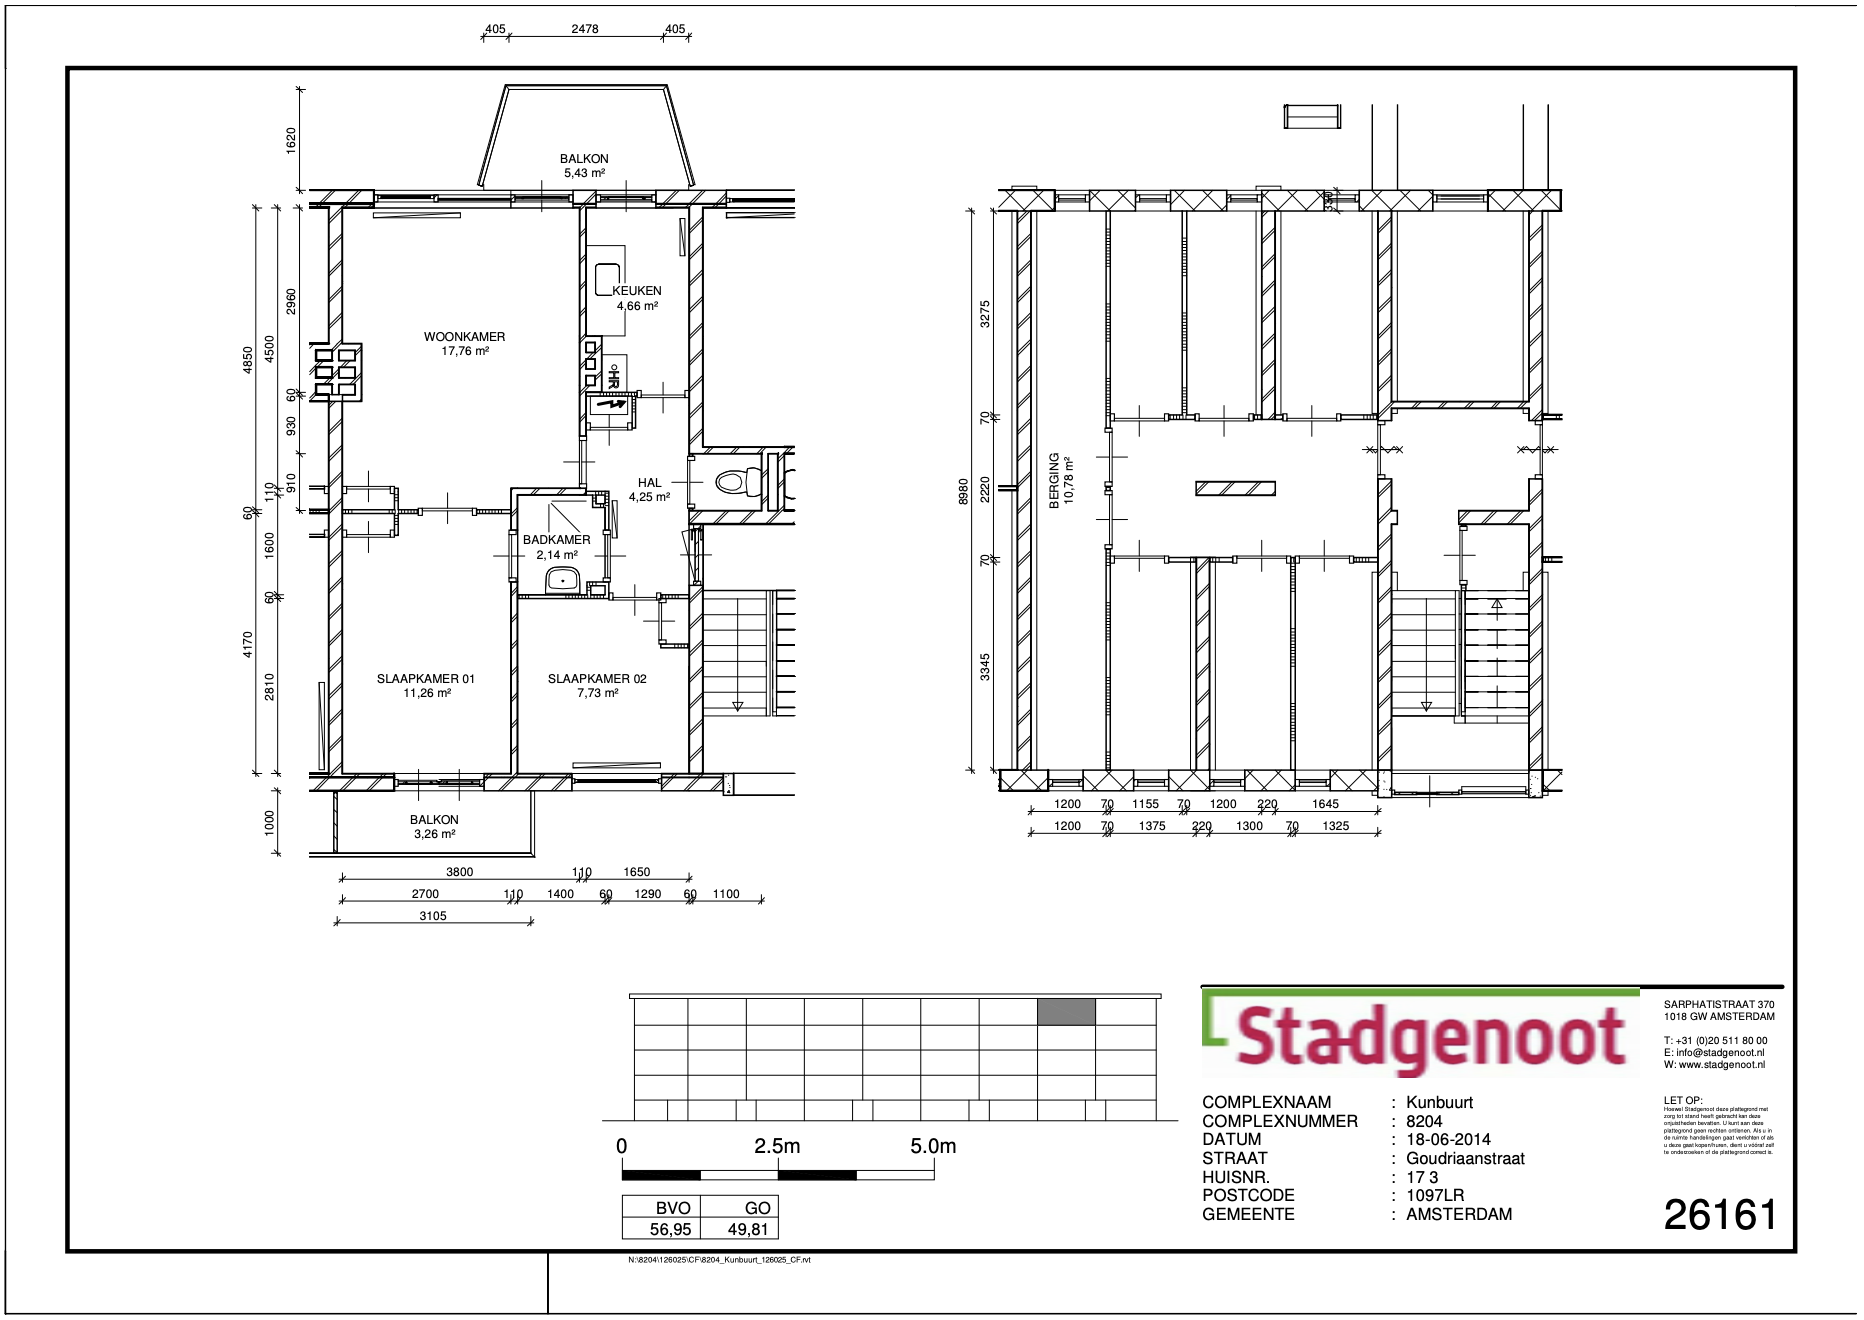 405 2478 405
1620
BALKON
5,43 m²
KEUKEN
4,66 m²
WOONKAMER
17,76 m²
HR
HAL
4,25 m²
BADKAMER
2,14 m²
SLAAPKAMER 01
11,26 m²
SLAAPKAMER 02
7,73 m²
BALKON
3,26 m²
4850
60
4170
4500
110
1600
60
2810
1000
2960
60
930
910
3800 110 1650
2700 110 1400 60 1290 60 1100
3105
330
8980
3275
70
2220
70
3345
BERGING
10,78 m²
1200 70 1155 70 1200 220 1645
1200 70 1375 220 1300 70 1325
0 2.5m 5.0m
BVO GO
56,95 49,81
N:\8204\126025\CF\8204_Kunbuurt_126025_CF.rvt
Stadgenoot
COMPLEXNAAM : Kunbuurt
COMPLEXNUMMER : 8204
DATUM : 18-06-2014
STRAAT : Goudriaanstraat
HUISNR. : 17 3
POSTCODE : 1097LR
GEMEENTE : AMSTERDAM
SARPHATISTRAAT 370
1018 GW AMSTERDAM
T: +31 (0)20 511 80 00
E: info@stadgenoot.nl
W: www.stadgenoot.nl
LET OP:
Hoewel Stadgenoot deze plattegrond met
zorg tot stand heeft gebracht kan deze
onjuistheden bevatten. U kunt aan deze
plattegrond geen rechten ontlenen. Als u in
de ruimte handelingen gaat verrichten of als
u deze gaat kopen/huren, dient u vooraf zelf
te onderzoeken of de plattegrond correct is.
26161